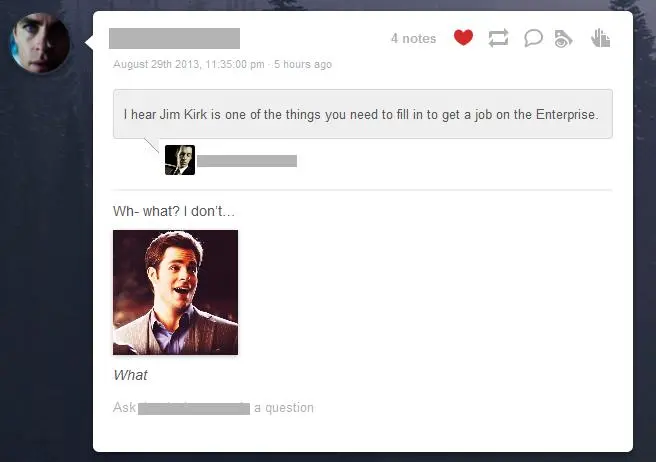 4 notes
August 29th 2013, 11:35:00 pm · 5 hours ago
I hear Jim Kirk is one of the things you need to fill in to get a job on the Enterprise.
Wh- what? I don't…
What
Ask a question